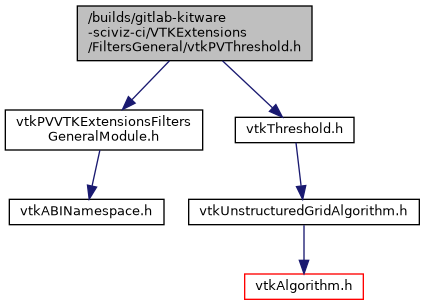 /builds/gitlab-kitware
-sciviz-ci/VTKExtensions
/FiltersGeneral/vtkPVThreshold.h
vtkPVVTKExtensionsFilters
GeneralModule.h
vtkThreshold.h
vtkABINamespace.h
vtkUnstructuredGridAlgorithm.h
vtkAlgorithm.h